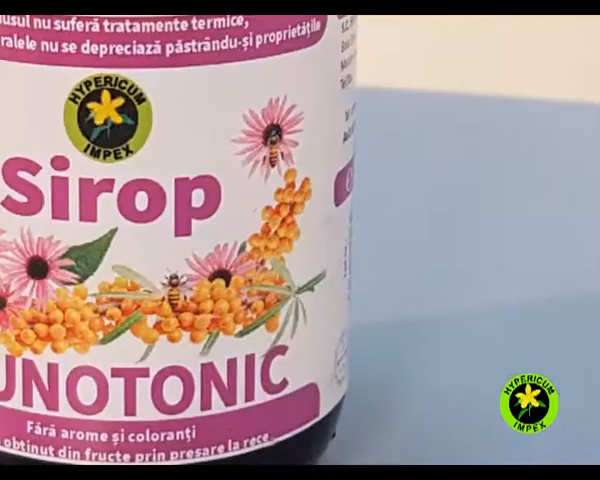 usul nu suferă tratamente termice,
ralele nu se depreciază păstrându-și proprietățile
HYPERICUM
IMPEX
Sirop
UNOTONIC
Fără arome și coloranți
obținut din fructe prin presare la rece
HYPERICUM
IMPEX